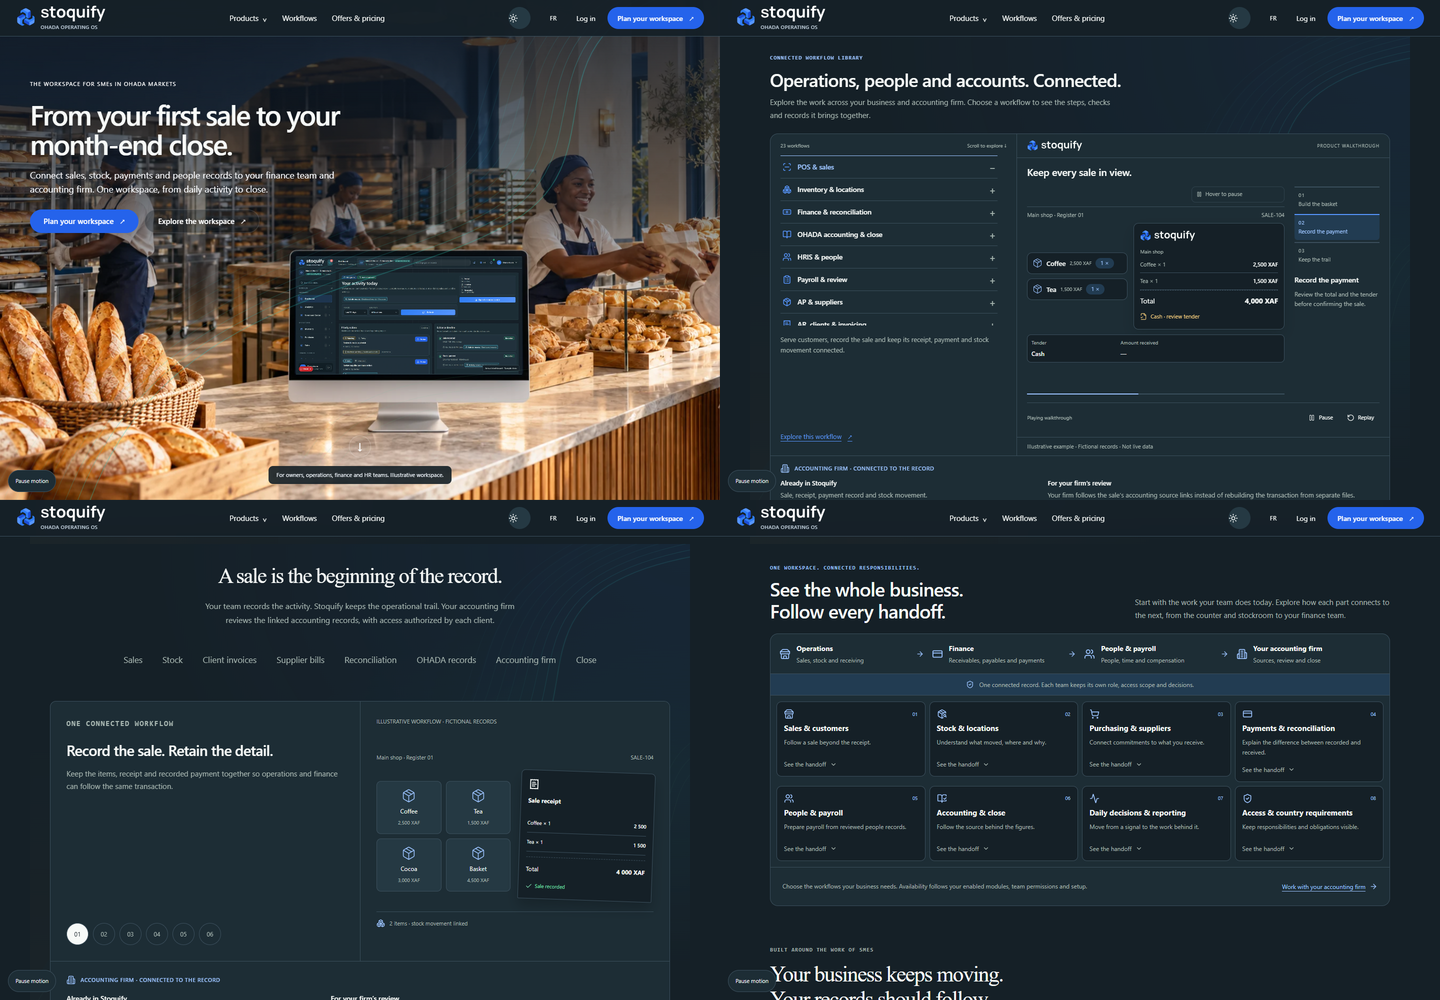 stoquify
OHADA OPERATING OS
Products
Workflows
Offers & pricing
FR
Log in
Plan your workspace
THE WORKSPACE FOR SMEs IN OHADA MARKETS
From your first sale to your
month-end close.
Connect sales, stock, payments and people records to your finance team and
accounting firm. One workspace, from daily activity to close.
Plan your workspace
Explore the workspace
stoquify
Your activity today
For owners, operations, finance and HR teams. Illustrative workspace.
Pause motion
stoquify
OHADA OPERATING OS
Products
Workflows
Offers & pricing
FR
Log in
Plan your workspace
CONNECTED WORKFLOW LIBRARY
Operations, people and accounts. Connected.
Explore the work across your business and accounting firm. Choose a workflow to see the steps, checks
and records it brings together.
23 workflows
Scroll to explore ↓
POS & sales
Inventory & locations
Finance & reconciliation
OHADA accounting & close
HRIS & people
Payroll & review
AP & suppliers
AR, clients & invoicing
Serve customers, record the sale and keep its receipt, payment and stock
movement connected.
Explore this workflow
stoquify
PRODUCT WALKTHROUGH
Keep every sale in view.
Hover to pause
Main shop · Register 01
SALE-104
Coffee 2,500 XAF 1 ×
Tea 1,500 XAF 1 ×
stoquify
Main shop
Coffee × 1 2,500 XAF
Tea × 1 1,500 XAF
Total 4,000 XAF
Cash · review tender
Tender
Cash
Amount received
—
01
Build the basket
02
Record the payment
03
Keep the trail
Record the payment
Review the total and the tender
before confirming the sale.
Playing walkthrough
Pause
Replay
Illustrative example · Fictional records · Not live data
ACCOUNTING FIRM · CONNECTED TO THE RECORD
Already in Stoquify
Sale, receipt, payment record and stock movement.
For your firm's review
Your firm follows the sale's accounting source links instead of rebuilding the transaction from separate files.
Pause motion
stoquify
OHADA OPERATING OS
Products
Workflows
Offers & pricing
FR
Log in
Plan your workspace
A sale is the beginning of the record.
Your team records the activity. Stoquify keeps the operational trail. Your accounting firm
reviews the linked accounting records, with access authorized by each client.
Sales
Stock
Client invoices
Supplier bills
Reconciliation
OHADA records
Accounting firm
Close
ONE CONNECTED WORKFLOW
Record the sale. Retain the detail.
Keep the items, receipt and recorded payment together so operations and finance
can follow the same transaction.
01
02
03
04
05
06
ILLUSTRATIVE WORKFLOW · FICTIONAL RECORDS
Main shop · Register 01
SALE-104
Coffee
2,500 XAF
Tea
1,500 XAF
Cocoa
3,000 XAF
Basket
4,500 XAF
Sale receipt
Coffee × 1 2 500
Tea × 1 1 500
Total 4 000 XAF
Sale recorded
2 items · stock movement linked
ACCOUNTING FIRM · CONNECTED TO THE RECORD
Already in Stoquify
For your firm's review
Pause motion
stoquify
OHADA OPERATING OS
Products
Workflows
Offers & pricing
FR
Log in
Plan your workspace
ONE WORKSPACE. CONNECTED RESPONSIBILITIES.
See the whole business.
Follow every handoff.
Start with the work your team does today. Explore how each part connects to
the next, from the counter and stockroom to your finance team.
Operations
Sales, stock and receiving
Finance
Receivables, payables and payments
People & payroll
People, time and compensation
Your accounting firm
Sources, review and close
One connected record. Each team keeps its own role, access scope and decisions.
01
Sales & customers
Follow a sale beyond the receipt.
See the handoff
02
Stock & locations
Understand what moved, where and why.
See the handoff
03
Purchasing & suppliers
Connect commitments to what you receive.
See the handoff
04
Payments & reconciliation
Explain the difference between recorded and
received.
See the handoff
05
People & payroll
Prepare payroll from reviewed people records.
See the handoff
06
Accounting & close
Follow the source behind the figures.
See the handoff
07
Daily decisions & reporting
Move from a signal to the work behind it.
See the handoff
08
Access & country requirements
Keep responsibilities and obligations visible.
See the handoff
Choose the workflows your business needs. Availability follows your enabled modules, team permissions and setup.
Work with your accounting firm
BUILT AROUND THE WORK OF SMES
Your business keeps moving.
Your records should follow.
Pause motion